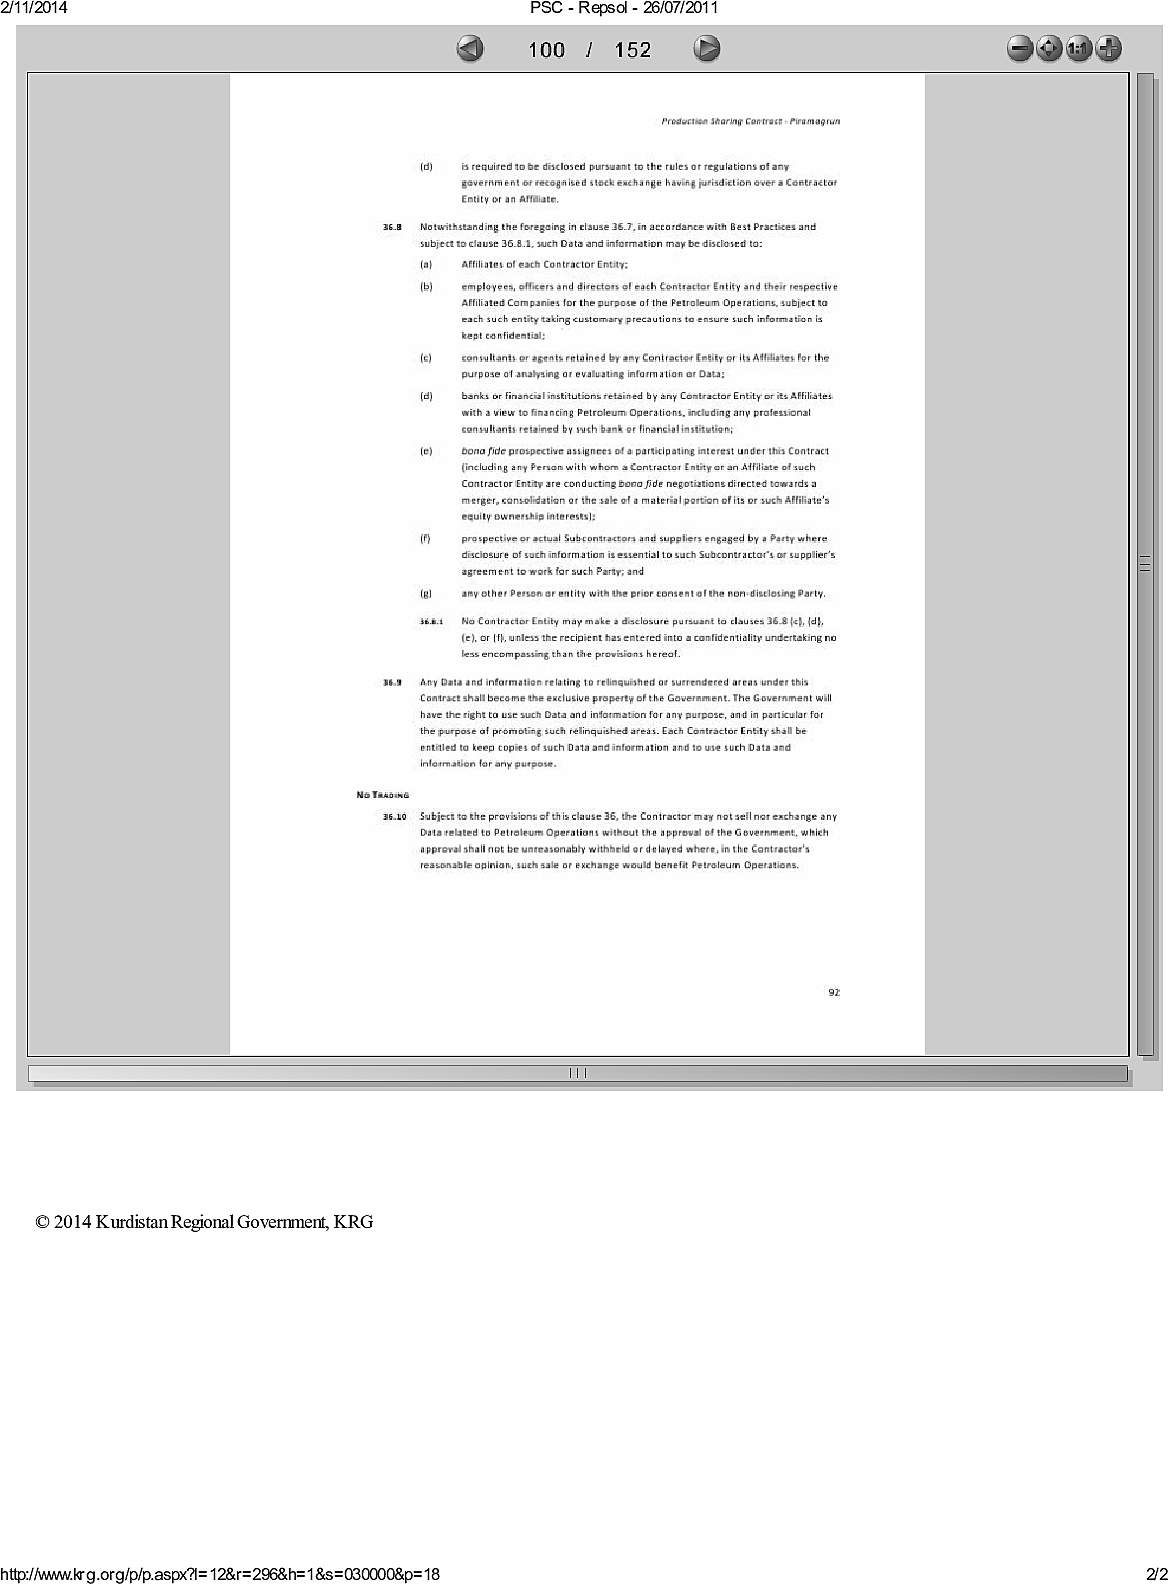 2/11/2014
PSC - Repsol - 26/07/2011
100 / 152
1:1
Production Sharing Contract - Piramagrun
(d) is required to be disclosed pursuant to the rules or regulations of any
government or recognised stock exchange having jurisdiction over a Contractor
Entity or an Affiliate.
36.8 Notwithstanding the foregoing in clause 36.7, in accordance with Best Practices and
subject to clause 36.8.1, such Data and information may be disclosed to:
(a) Affiliates of each Contractor Entity;
(b) employees, officers and directors of each Contractor Entity and their respective
Affiliated Companies for the purpose of the Petroleum Operations, subject to
each such entity taking customary precautions to ensure such information is
kept confidential;
(c) consultants or agents retained by any Contractor Entity or its Affiliates for the
purpose of analysing or evaluating information or Data;
(d) banks or financial institutions retained by any Contractor Entity or its Affiliates
with a view to financing Petroleum Operations, including any professional
consultants retained by such bank or financial institution;
(e) bona fide prospective assignees of a participating interest under this Contract
(including any Person with whom a Contractor Entity or an Affiliate of such
Contractor Entity are conducting bona fide negotiations directed towards a
merger, consolidation or the sale of a material portion of its or such Affiliate's
equity ownership interests);
(f) prospective or actual Subcontractors and suppliers engaged by a Party where
disclosure of such information is essential to such Subcontractor's or supplier's
agreement to work for such Party; and
(g) any other Person or entity with the prior consent of the non-disclosing Party.
36.8.1 No Contractor Entity may make a disclosure pursuant to clauses 36.8 (c), (d),
(e), or (f), unless the recipient has entered into a confidentiality undertaking no
less encompassing than the provisions hereof.
36.9 Any Data and information relating to relinquished or surrendered areas under this
Contract shall become the exclusive property of the Government. The Government will
have the right to use such Data and information for any purpose, and in particular for
the purpose of promoting such relinquished areas. Each Contractor Entity shall be
entitled to keep copies of such Data and information and to use such Data and
information for any purpose.
NO TRADING
36.10 Subject to the provisions of this clause 36, the Contractor may not sell nor exchange any
Data related to Petroleum Operations without the approval of the Government, which
approval shall not be unreasonably withheld or delayed where, in the Contractor's
reasonable opinion, such sale or exchange would benefit Petroleum Operations.
92
© 2014 Kurdistan Regional Government, KRG
http://www.krg.org/p/p.aspx?l=12&r=296&h=1&s=030000&p=18
2/2